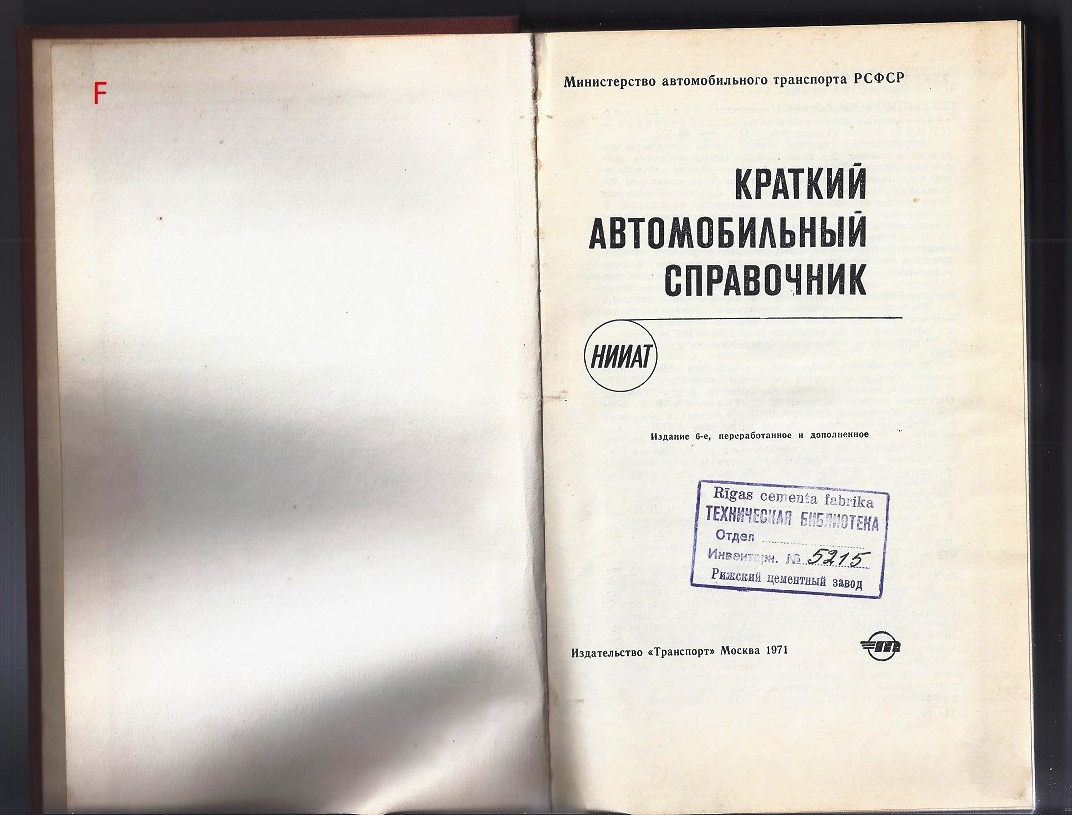 F
Министерство автомобильного транспорта РСФСР
КРАТКИЙ
АВТОМОБИЛЬНЫЙ
СПРАВОЧНИК
НИИАТ
Издание 6-е, переработанное и дополненное
Rīgas cementa fabrika
ТЕХНИЧЕСКАЯ БИБЛИОТЕКА
Отдел
Инвентарн. № 5215
Рижский цементный завод
Издательство «Транспорт» Москва 1971